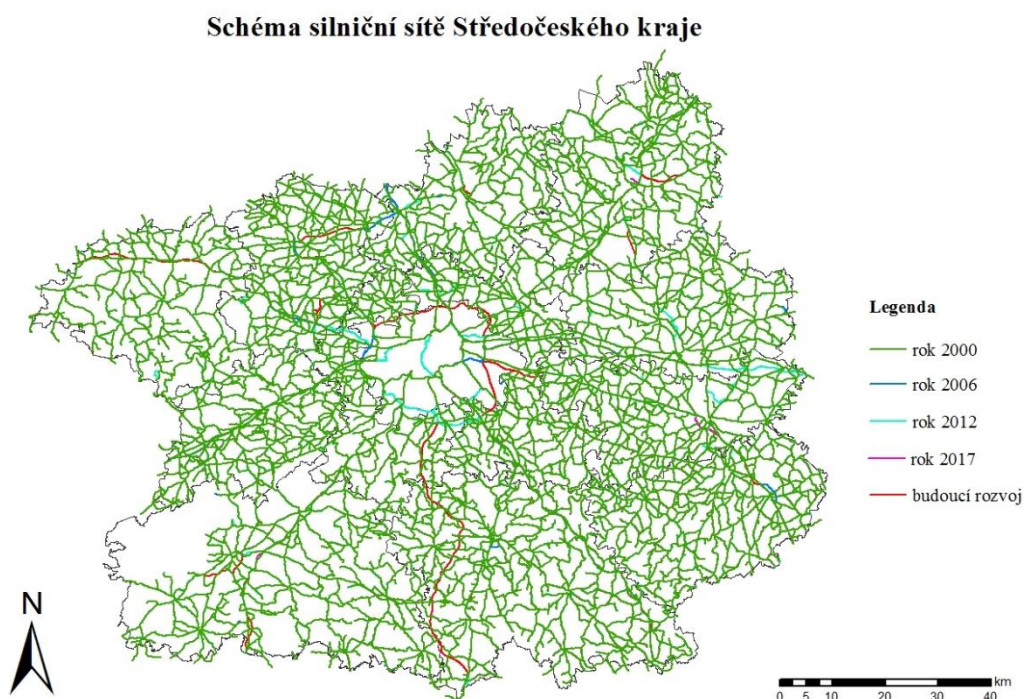 Schéma silniční sítě Středočeského kraje
Legenda
rok 2000
rok 2006
rok 2012
rok 2017
budoucí rozvoj
N
km
0 5 10 20 30 40